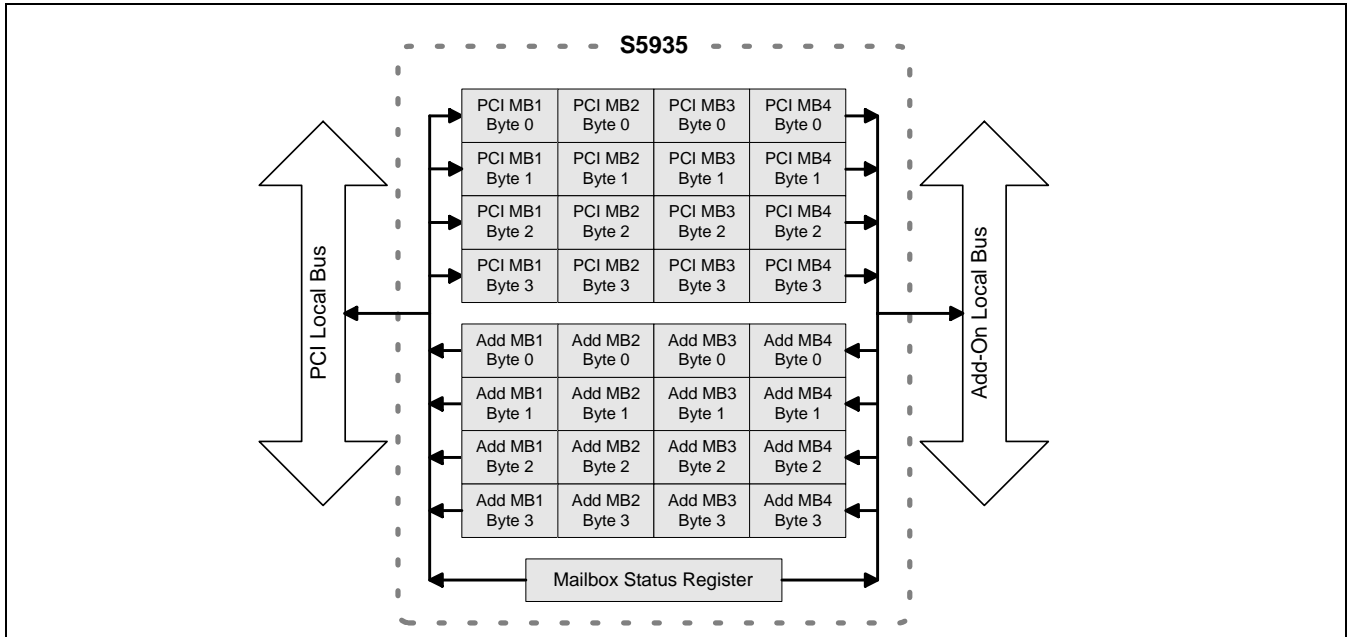 S5935
PCI MB1 PCI MB2 PCI MB3 PCI MB4
Byte 0 Byte 0 Byte 0 Byte 0
PCI MB1 PCI MB2 PCI MB3 PCI MB4
Byte 1 Byte 1 Byte 1 Byte 1
PCI MB1 PCI MB2 PCI MB3 PCI MB4
Byte 2 Byte 2 Byte 2 Byte 2
PCI MB1 PCI MB2 PCI MB3 PCI MB4
Byte 3 Byte 3 Byte 3 Byte 3
PCI Local Bus
Add-On Local Bus
Add MB1 Add MB2 Add MB3 Add MB4
Byte 0 Byte 0 Byte 0 Byte 0
Add MB1 Add MB2 Add MB3 Add MB4
Byte 1 Byte 1 Byte 1 Byte 1
Add MB1 Add MB2 Add MB3 Add MB4
Byte 2 Byte 2 Byte 2 Byte 2
Add MB1 Add MB2 Add MB3 Add MB4
Byte 3 Byte 3 Byte 3 Byte 3
Mailbox Status Register